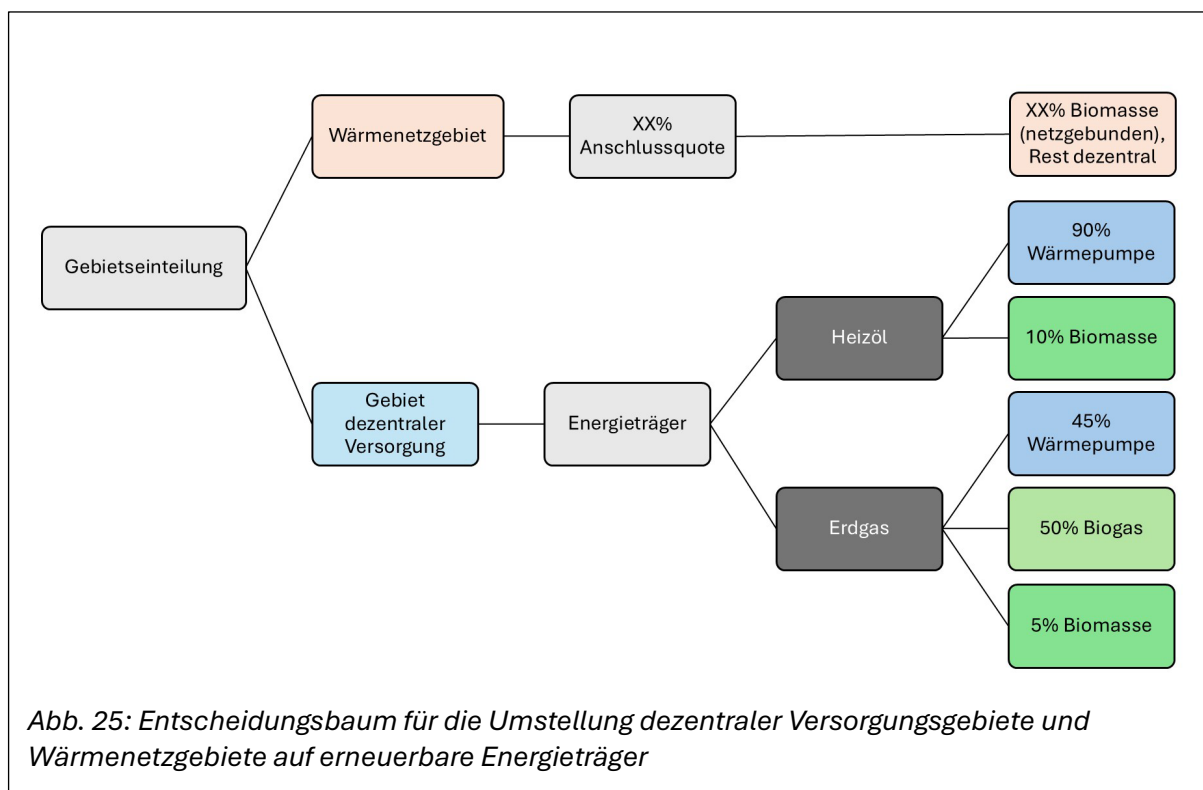 Wärmenetzgebiet
XX%
Anschlussquote
XX% Biomasse
(netzgebunden),
Rest dezentral
Gebietseinteilung
90%
Wärmepumpe
Heizöl
10% Biomasse
Gebiet
dezentraler
Versorgung
Energieträger
45%
Wärmepumpe
Erdgas
50% Biogas
5% Biomasse
Abb. 25: Entscheidungsbaum für die Umstellung dezentraler Versorgungsgebiete und
Wärmenetzgebiete auf erneuerbare Energieträger